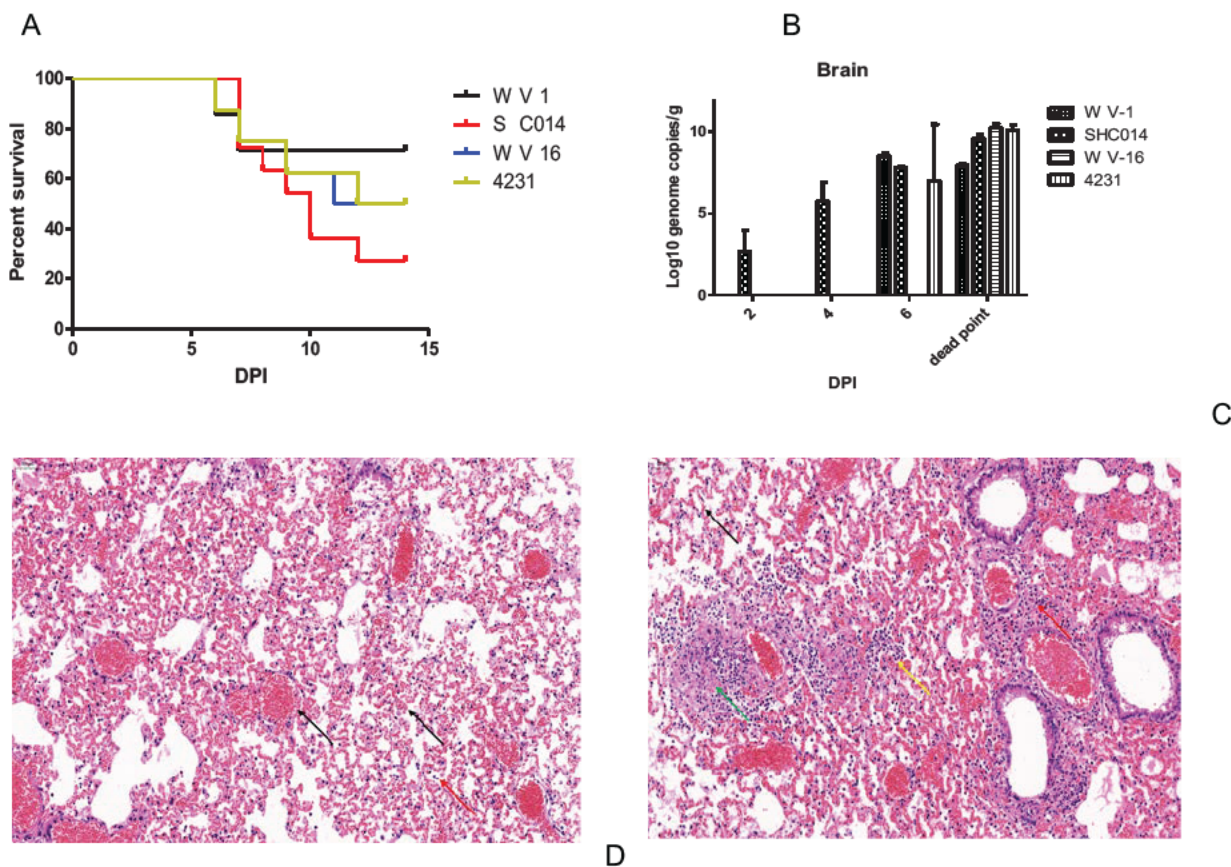 A
B
Brain
Percent survival
100
80
60
40
20
0
0
5
10
15
DPI
W V 1
S C014
W V 16
4231
Log10 genome copies/g
10
5
0
2
4
6
dead point
DPI
W V-1
SHC014
W V-16
4231
C
D